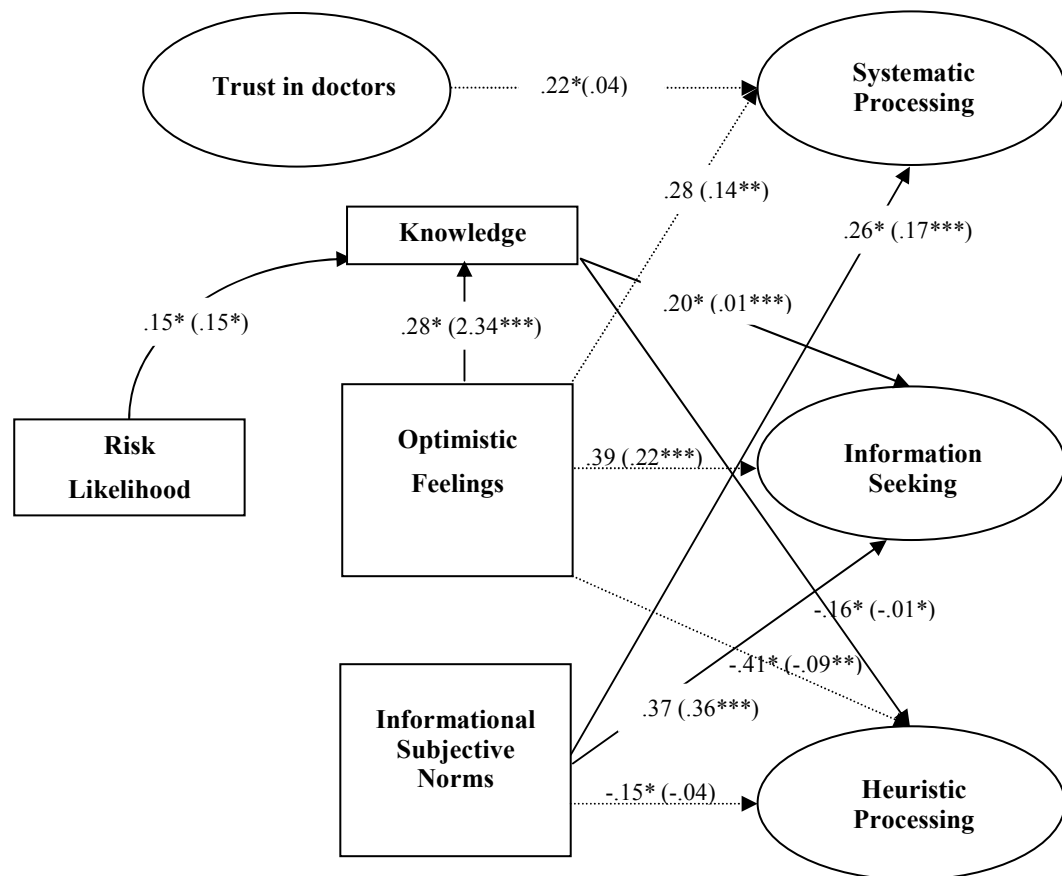 Trust in doctors
.22*(.04)
Systematic
Processing
.28 (.14**)
.26* (.17***)
Knowledge
.15* (.15*)
.28* (2.34***)
.20* (.01***)
Risk
Likelihood
Optimistic
Feelings
.39 (.22***)
Information
Seeking
-.16* (-.01*)
-.41* (-.09**)
.37 (.36***)
Informational
Subjective
Norms
-.15* (-.04)
Heuristic
Processing